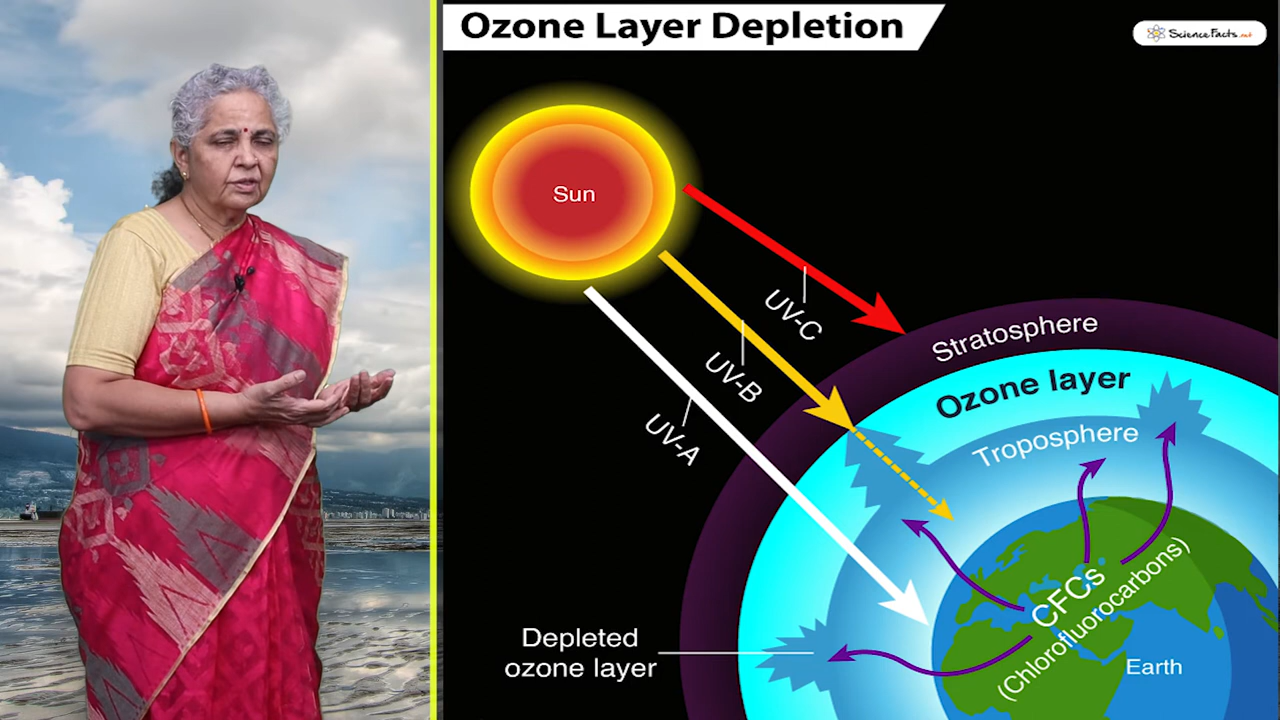 Ozone Layer Depletion
ScienceFacts.net
Sun
UV-C
UV-B
UV-A
Stratosphere
Ozone layer
Troposphere
CFCs
(Chlorofluorocarbons)
Depleted
ozone layer
Earth